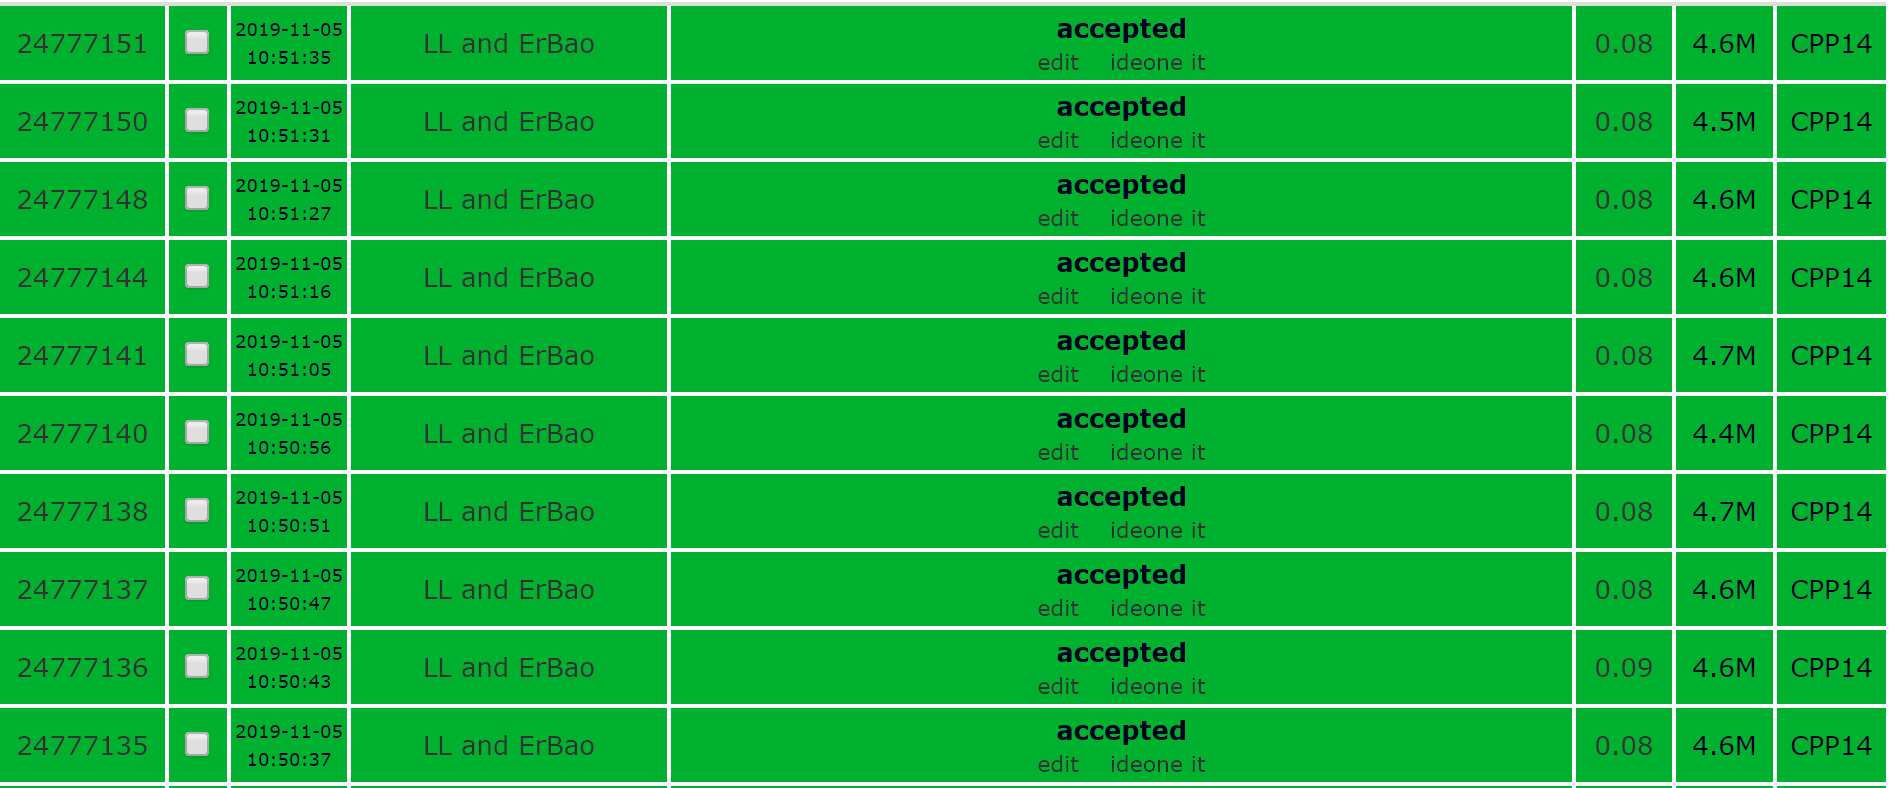 24777151 2019-11-05 10:51:35 LL and ErBao accepted edit ideone it 0.08 4.6M CPP14
24777150 2019-11-05 10:51:31 LL and ErBao accepted edit ideone it 0.08 4.5M CPP14
24777148 2019-11-05 10:51:27 LL and ErBao accepted edit ideone it 0.08 4.6M CPP14
24777144 2019-11-05 10:51:16 LL and ErBao accepted edit ideone it 0.08 4.6M CPP14
24777141 2019-11-05 10:51:05 LL and ErBao accepted edit ideone it 0.08 4.7M CPP14
24777140 2019-11-05 10:50:56 LL and ErBao accepted edit ideone it 0.08 4.4M CPP14
24777138 2019-11-05 10:50:51 LL and ErBao accepted edit ideone it 0.08 4.7M CPP14
24777137 2019-11-05 10:50:47 LL and ErBao accepted edit ideone it 0.08 4.6M CPP14
24777136 2019-11-05 10:50:43 LL and ErBao accepted edit ideone it 0.09 4.6M CPP14
24777135 2019-11-05 10:50:37 LL and ErBao accepted edit ideone it 0.08 4.6M CPP14